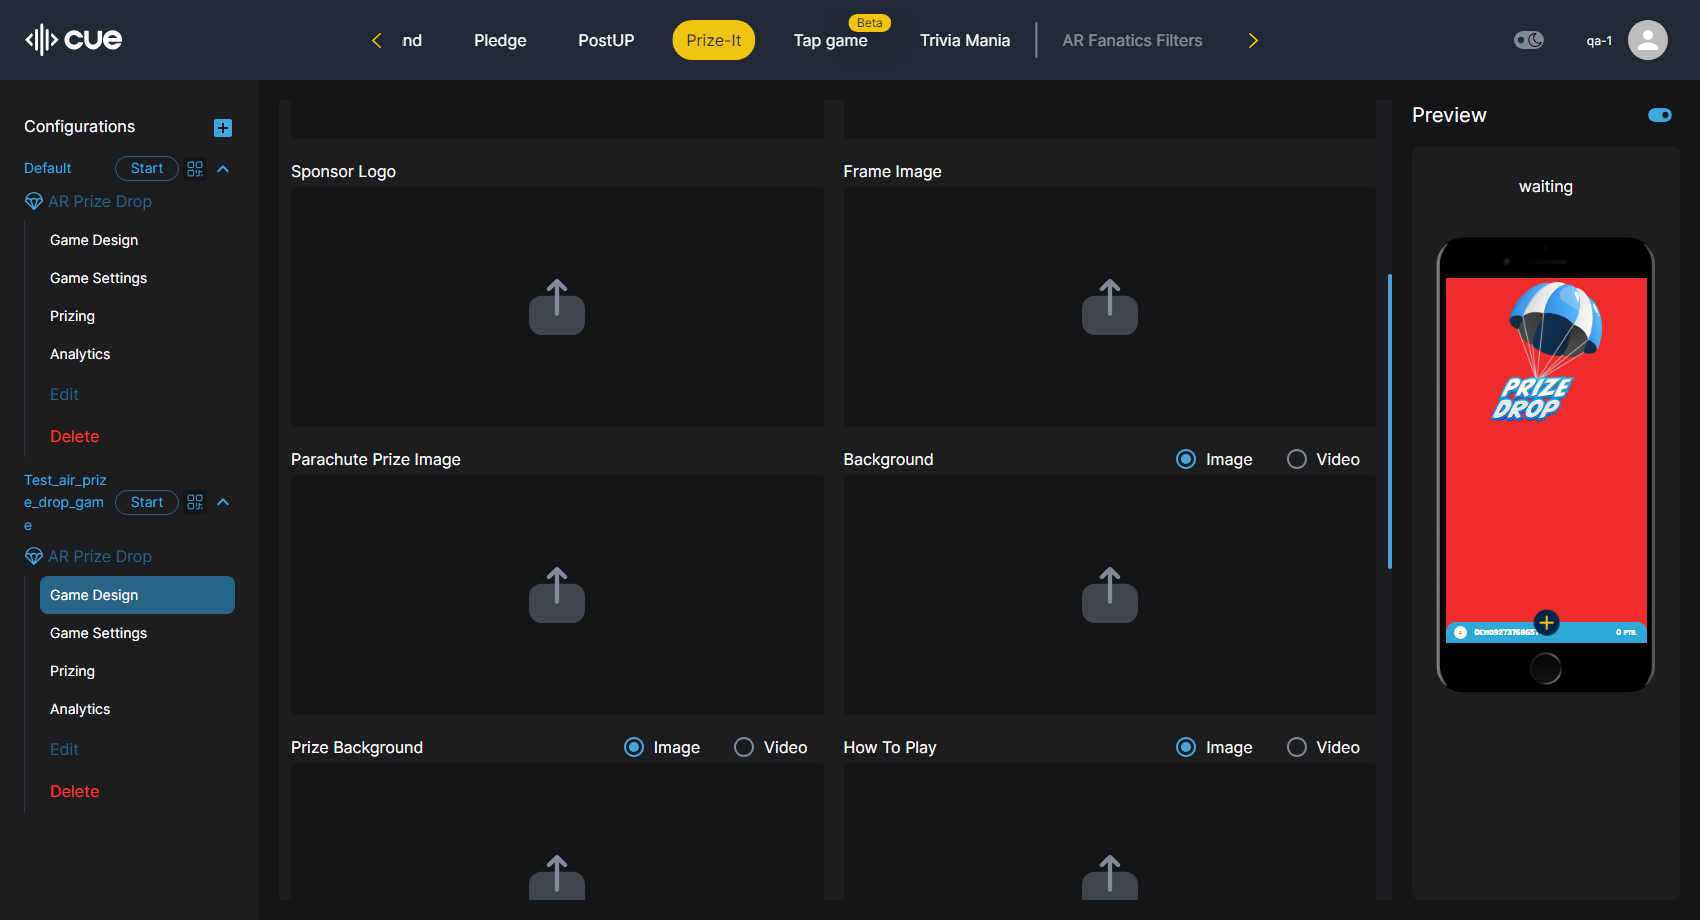 cue
nd
Pledge
PostUP
Prize-It
Tap game
Beta
Trivia Mania
AR Fanatics Filters
qa-1
Configurations
Default
Start
AR Prize Drop
Game Design
Game Settings
Prizing
Analytics
Edit
Delete
Test_air_priz
e_drop_gam
e
Start
AR Prize Drop
Game Design
Game Settings
Prizing
Analytics
Edit
Delete
Sponsor Logo
Frame Image
Parachute Prize Image
Background
Image
Video
Prize Background
Image
Video
How To Play
Image
Video
Preview
waiting
PRIZE
DROP
0 PTS.